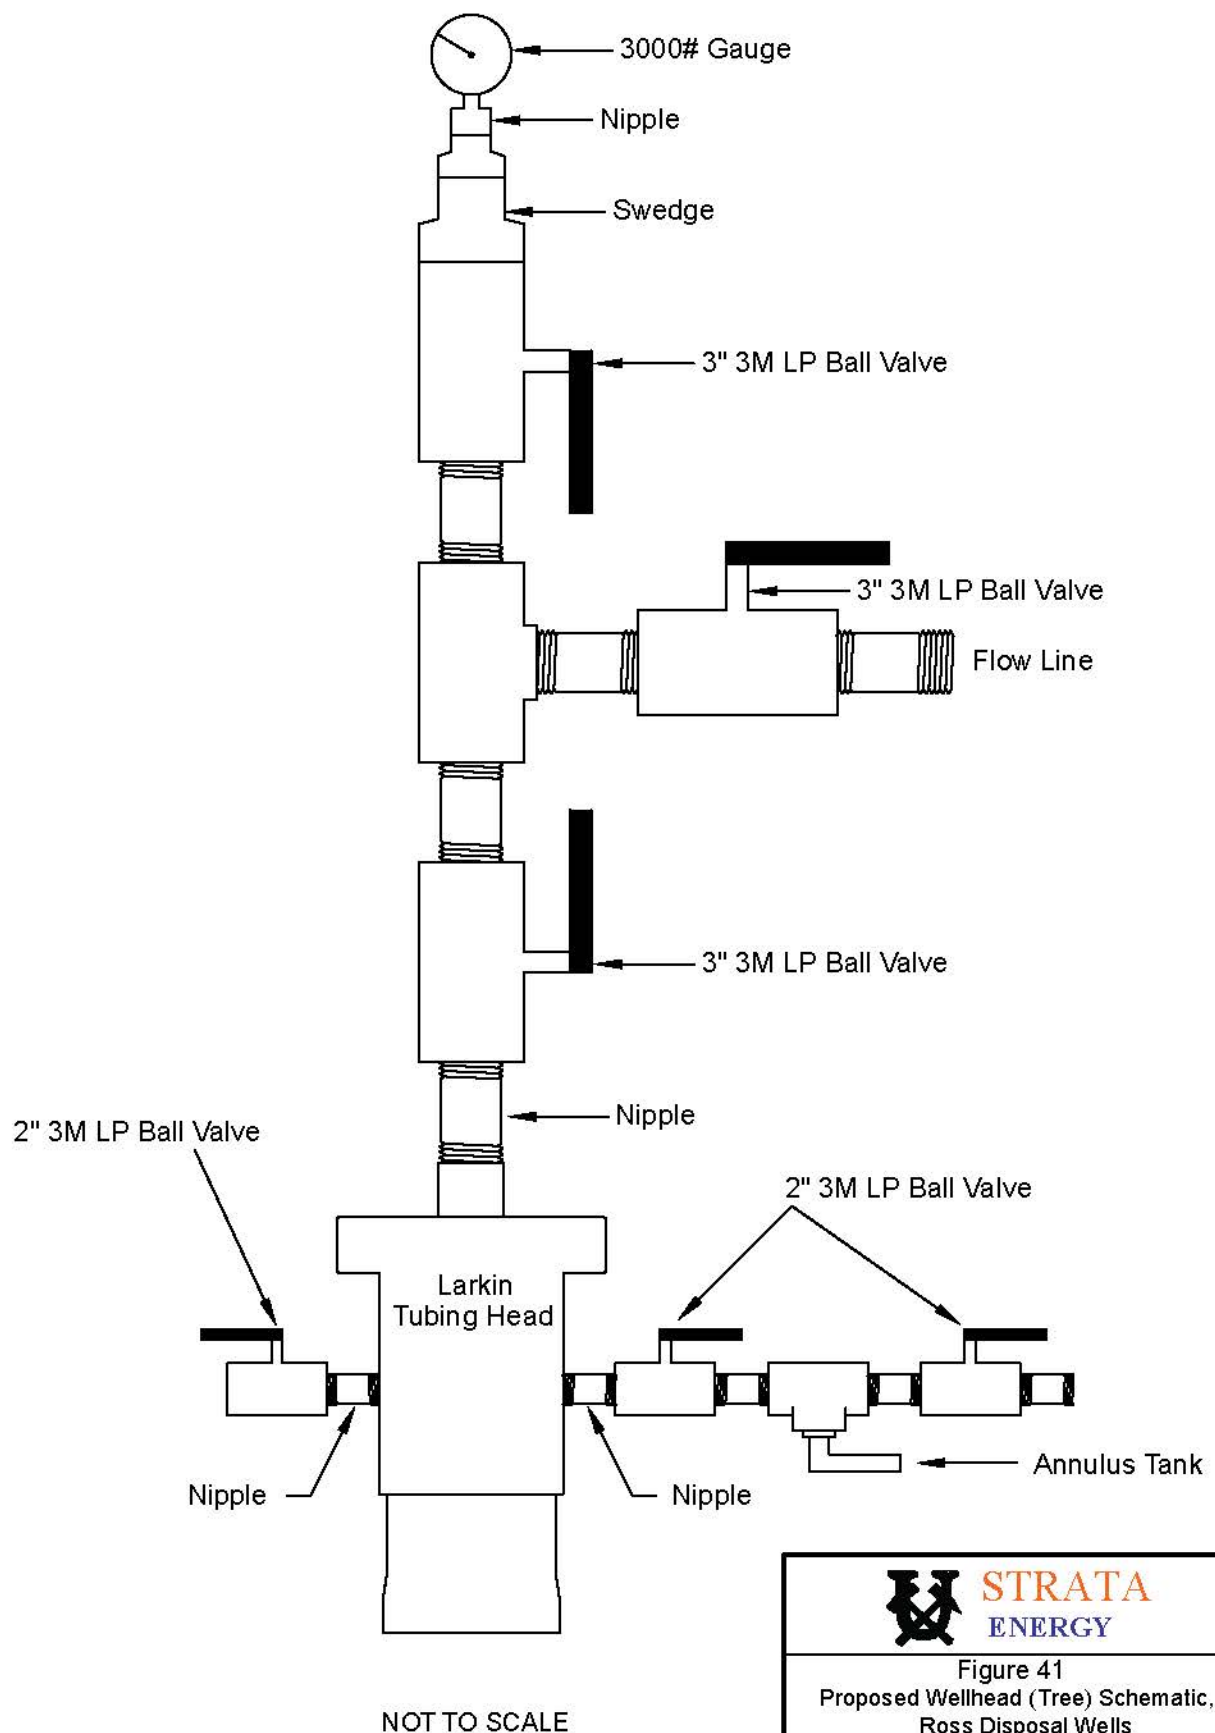 3000# Gauge
Nipple
Swedge
3" 3M LP Ball Valve
3" 3M LP Ball Valve
Flow Line
3" 3M LP Ball Valve
Nipple
2" 3M LP Ball Valve
2" 3M LP Ball Valve
Larkin
Tubing Head
Annulus Tank
Nipple
Nipple
STRATA
ENERGY
Figure 41
Proposed Wellhead (Tree) Schematic,
Ross Disposal Wells
NOT TO SCALE